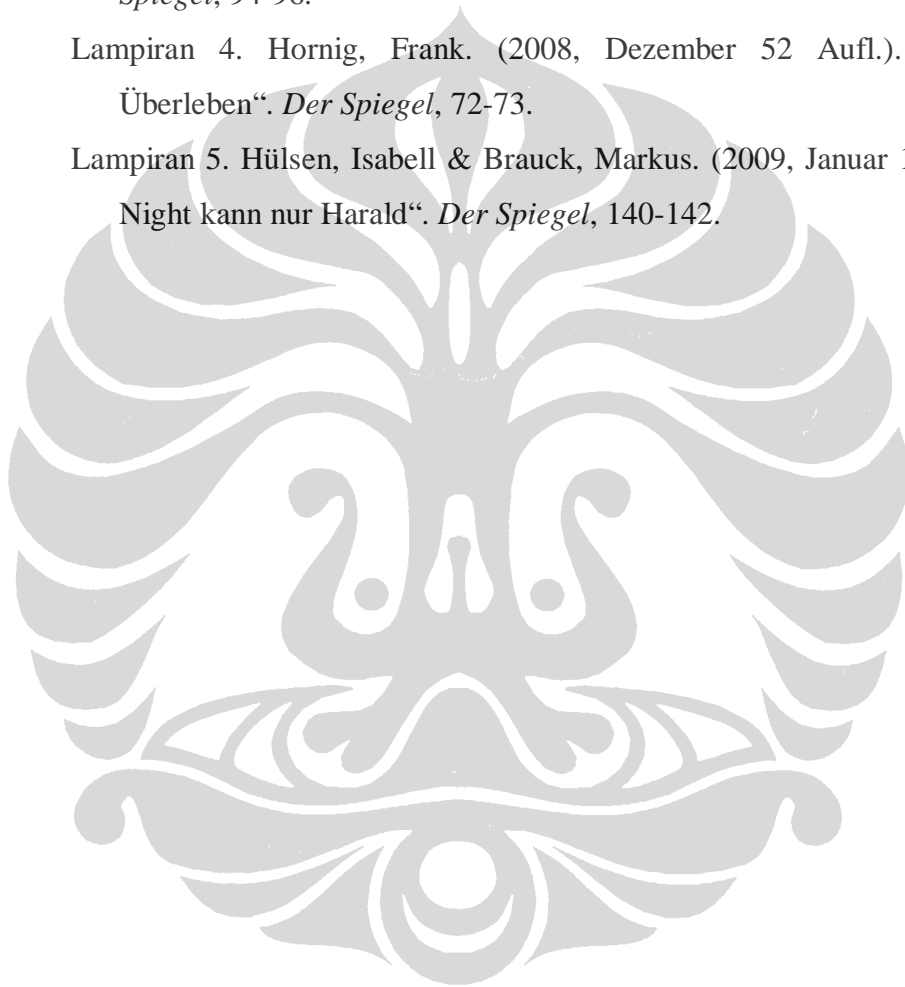 Spiegel, 94-96.
Lampiran 4. Hornig, Frank. (2008, Dezember 52 Aufl.).
Überleben“. Der Spiegel, 72-73.
Lampiran 5. Hülsen, Isabell & Brauck, Markus. (2009, Januar
Night kann nur Harald“. Der Spiegel, 140-142.